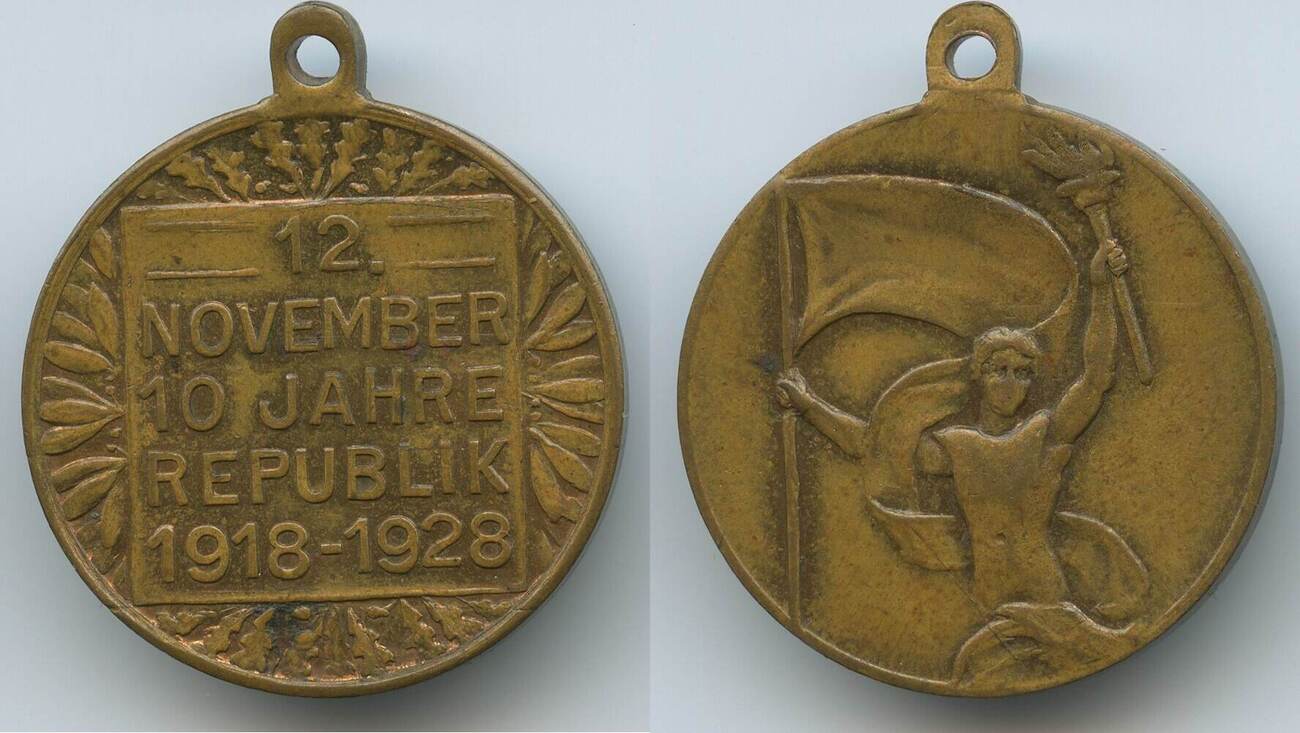 12.
NOVEMBER
10 JAHRE
REPUBLIK
1918-1928